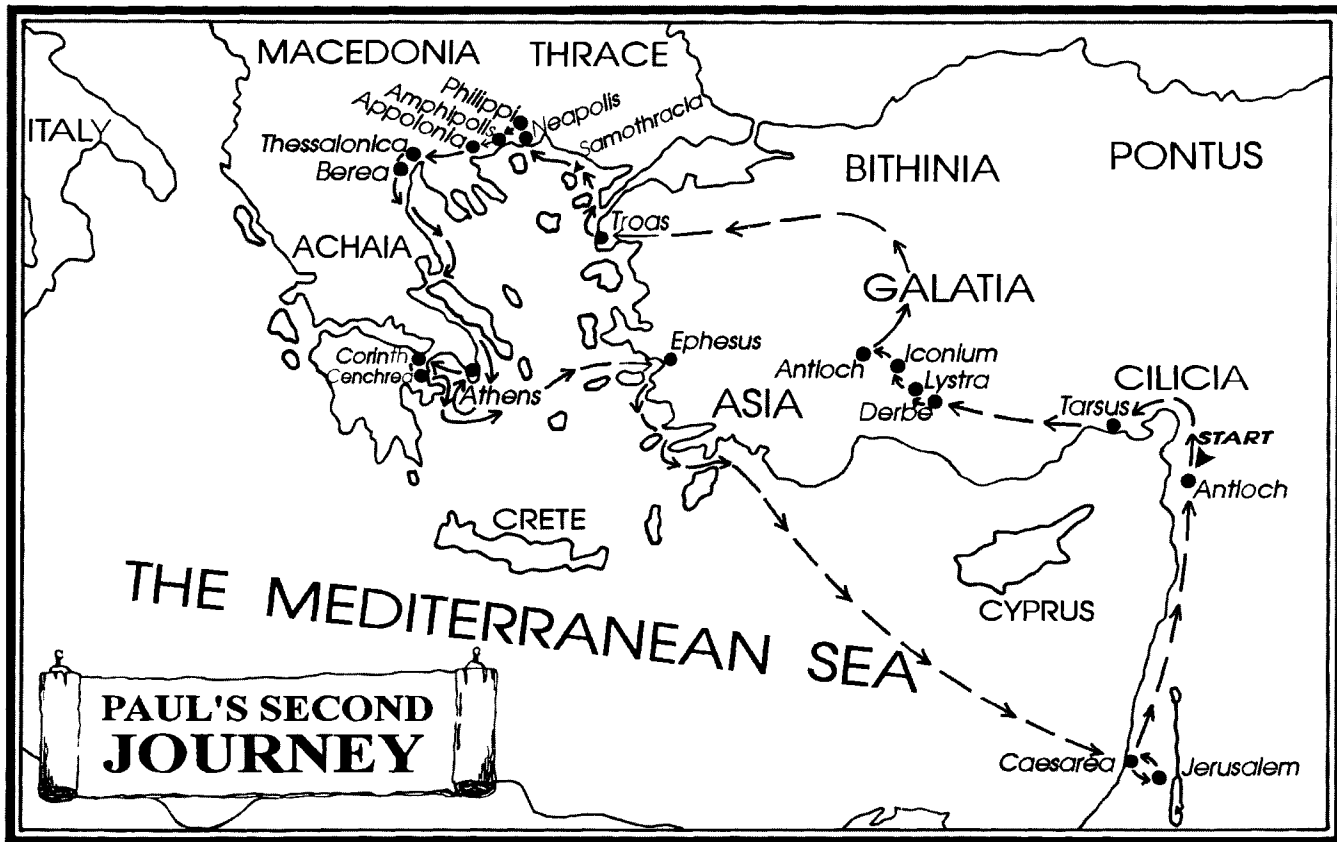 MACEDONIA
THRACE
ITALY
Philippi
Amphipolis
Appolonia
Neapolis
Samothracia
Thessalonica
Berea
BITHINIA
PONTUS
Troas
ACHAIA
GALATIA
Corinth
Cenchrea
Athens
Ephesus
Antioch
Iconium
Lystra
Derbe
ASIA
CILICIA
Tarsus
START
Antioch
CRETE
CYPRUS
THE MEDITERRANEAN SEA
PAUL'S SECOND
JOURNEY
Caesarea
Jerusalem